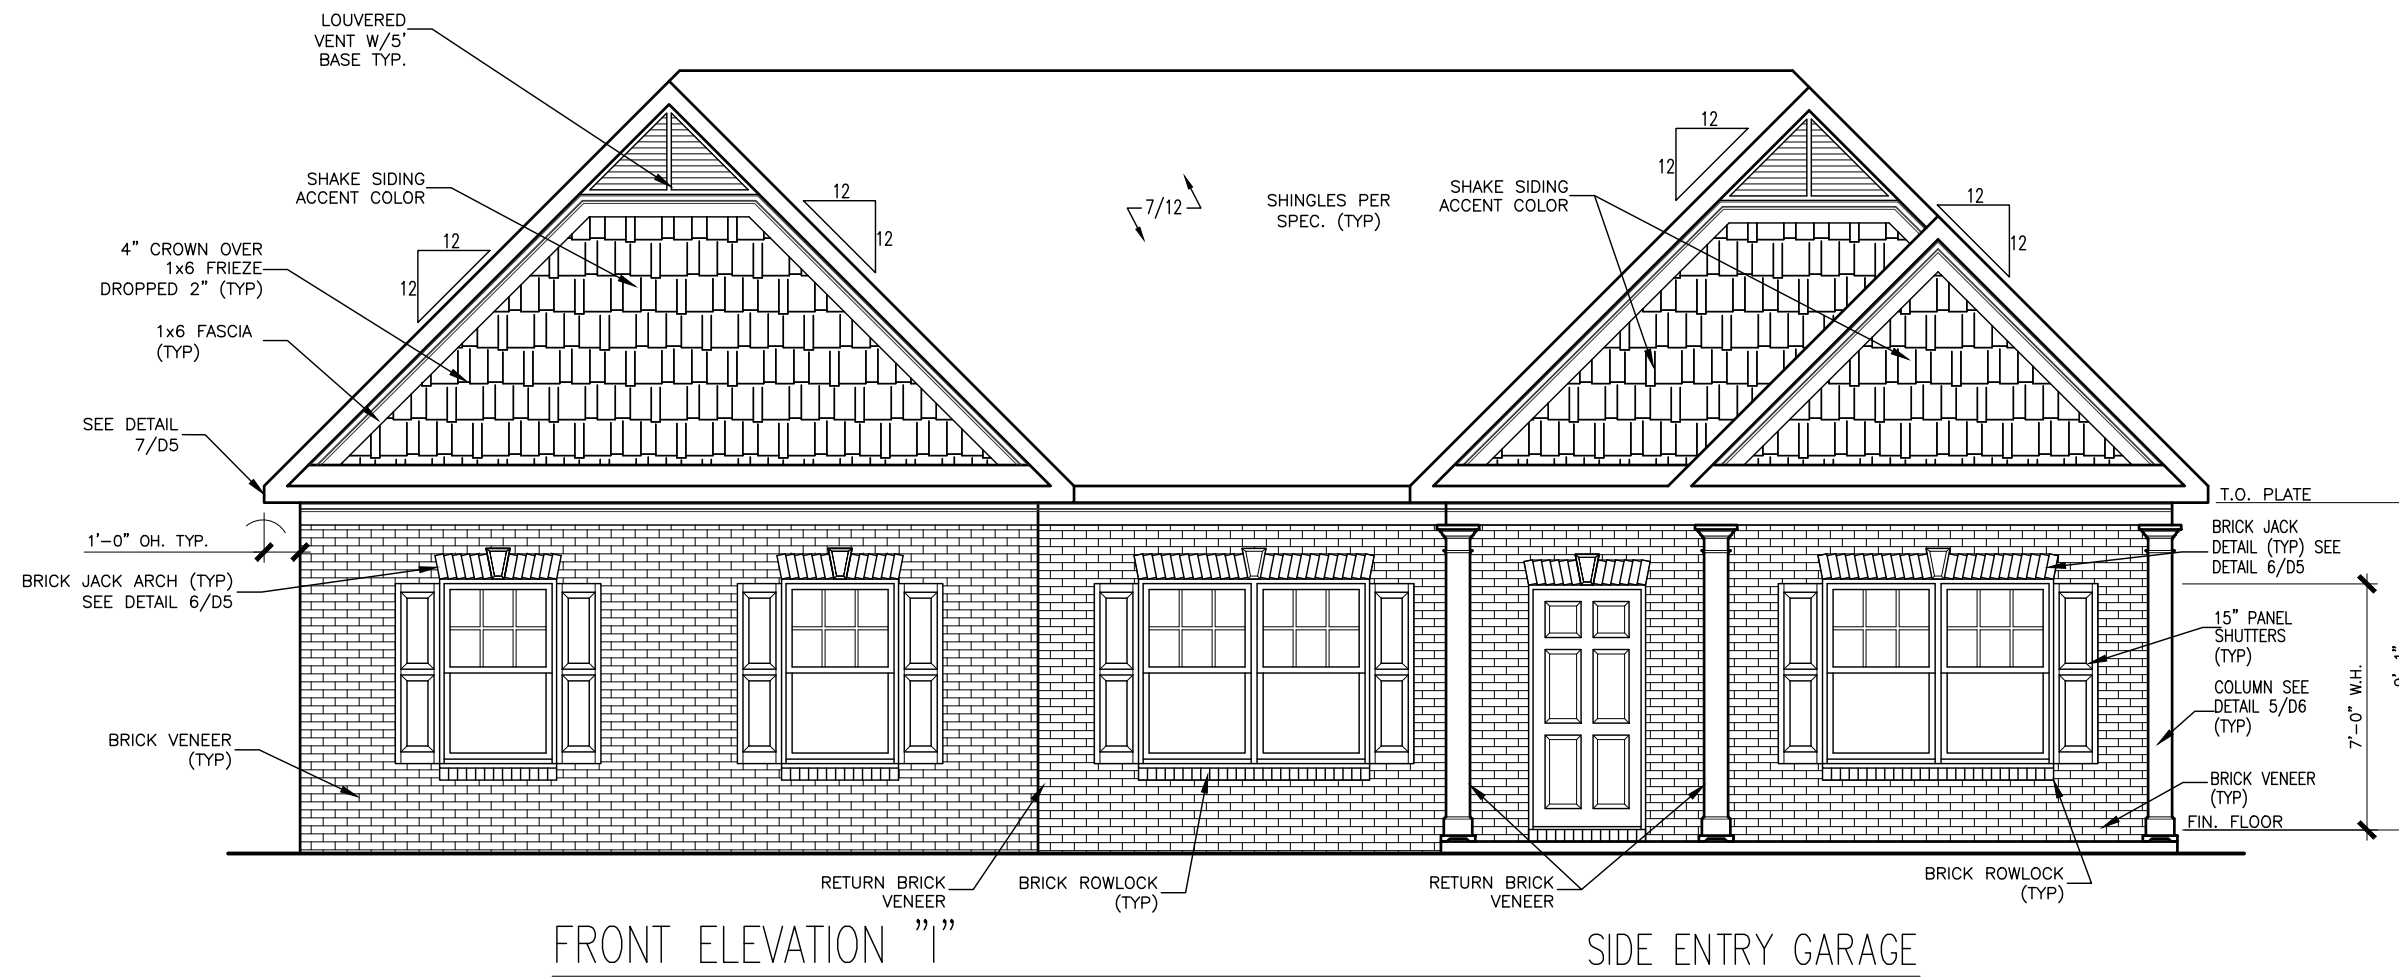 LOUVERED
VENT W/5'
BASE TYP.
SHAKE SIDING
ACCENT COLOR
4" CROWN OVER
1x6 FRIEZE
DROPPED 2" (TYP)
1x6 FASCIA
(TYP)
SEE DETAIL
7/D5
1'-0" OH. TYP.
BRICK JACK ARCH (TYP)
SEE DETAIL 6/D5
BRICK VENEER
(TYP)
12
12
12
12
7/12
SHINGLES PER
SPEC. (TYP)
SHAKE SIDING
ACCENT COLOR
12
12
12
12
T.O. PLATE
BRICK JACK
DETAIL (TYP) SEE
DETAIL 6/D5
15" PANEL
SHUTTERS
(TYP)
COLUMN SEE
DETAIL 5/D6
(TYP)
7'-0" W.H.
BRICK VENEER
(TYP)
FIN. FLOOR
RETURN BRICK
VENEER
BRICK ROWLOCK
(TYP)
RETURN BRICK
VENEER
BRICK ROWLOCK
(TYP)
FRONT ELEVATION "I"
SIDE ENTRY GARAGE